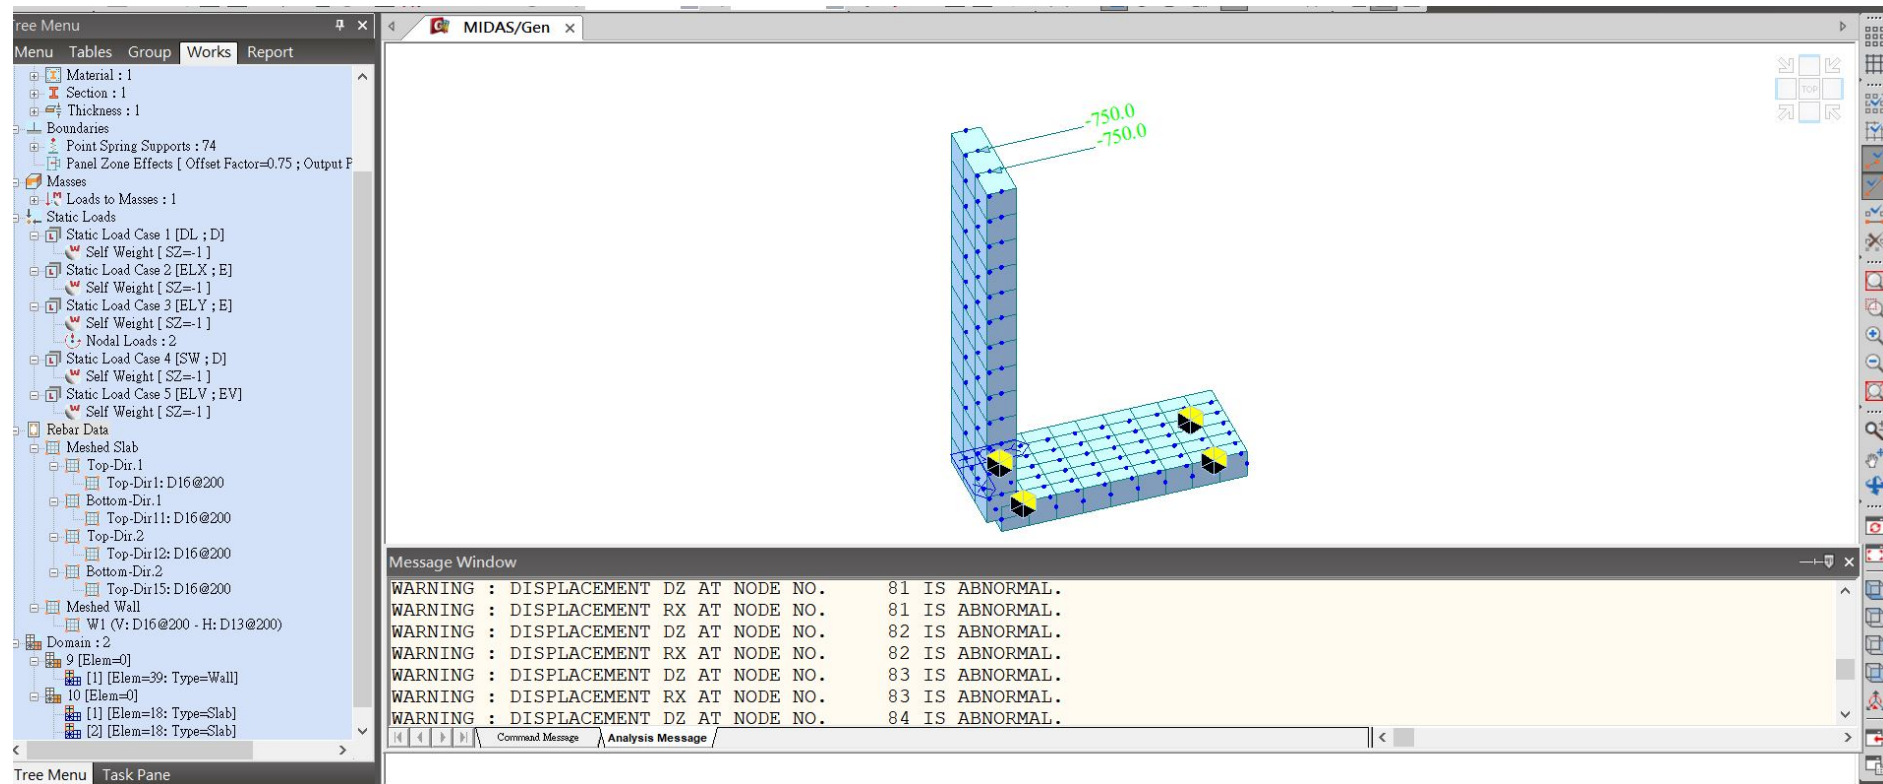 Tree Menu
Menu Tables Group Works Report
Material : 1
Section : 1
Thickness : 1
Boundaries
Point Spring Supports : 74
Panel Zone Effects [ Offset Factor=0.75 ; Output P
Masses
Loads to Masses : 1
Static Loads
Static Load Case 1 [DL ; D]
Self Weight [ SZ=-1 ]
Static Load Case 2 [ELX ; E]
Self Weight [ SZ=-1 ]
Static Load Case 3 [ELY ; E]
Self Weight [ SZ=-1 ]
Nodal Loads : 2
Static Load Case 4 [SW ; D]
Self Weight [ SZ=-1 ]
Static Load Case 5 [ELV ; EV]
Self Weight [ SZ=-1 ]
Rebar Data
Meshed Slab
Top-Dir.1
Top-Dir1: D16@200
Bottom-Dir.1
Top-Dir11: D16@200
Top-Dir.2
Top-Dir12: D16@200
Bottom-Dir.2
Top-Dir15: D16@200
Meshed Wall
W1 (V: D16@200 - H: D13@200)
Domain : 2
9 [Elem=0]
[1] [Elem=39: Type=Wall]
10 [Elem=0]
[1] [Elem=18: Type=Slab]
[2] [Elem=18: Type=Slab]
Tree Menu Task Pane
MIDAS/Gen
-750.0
-750.0
TOP
Message Window
WARNING : DISPLACEMENT DZ AT NODE NO. 81 IS ABNORMAL.
WARNING : DISPLACEMENT RX AT NODE NO. 81 IS ABNORMAL.
WARNING : DISPLACEMENT DZ AT NODE NO. 82 IS ABNORMAL.
WARNING : DISPLACEMENT RX AT NODE NO. 82 IS ABNORMAL.
WARNING : DISPLACEMENT DZ AT NODE NO. 83 IS ABNORMAL.
WARNING : DISPLACEMENT RX AT NODE NO. 83 IS ABNORMAL.
WARNING : DISPLACEMENT DZ AT NODE NO. 84 IS ABNORMAL.
Command Message Analysis Message